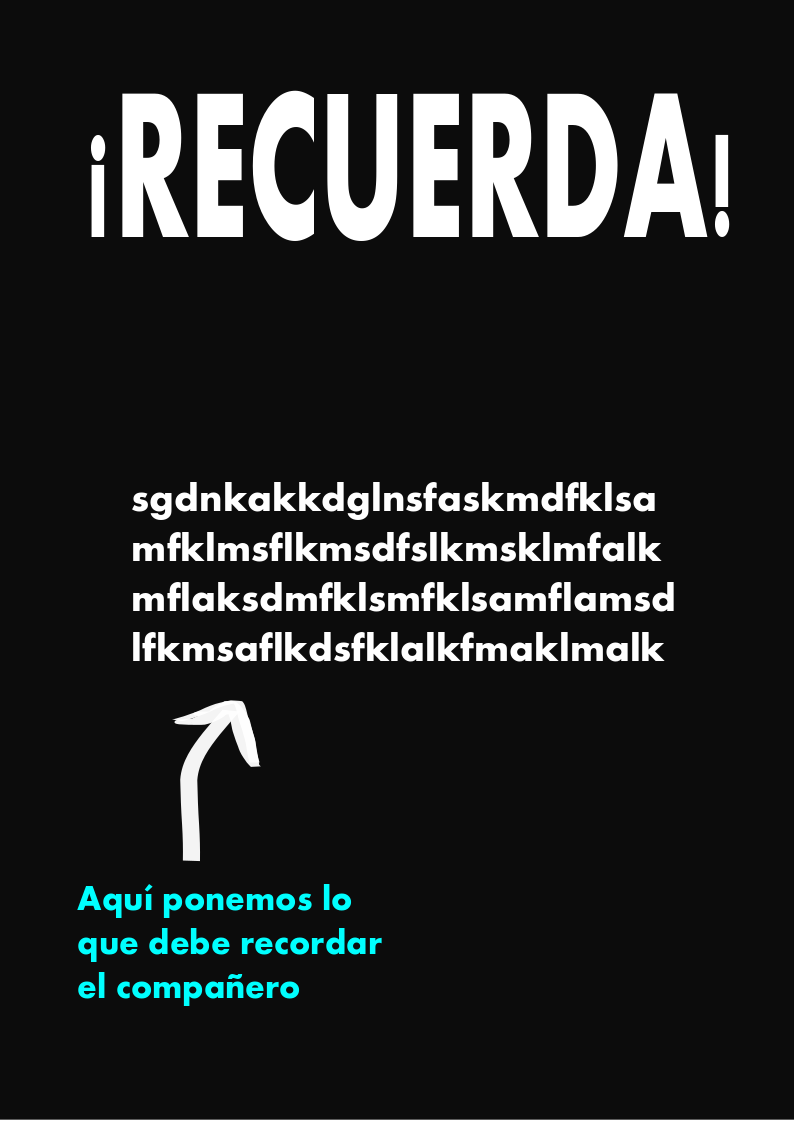 ¡RECUERDA!
sgdnkakkdglnsfaskmdfklsa
mfklmsflkmsdfslkmsklmfalk
mflaksdmfklsmfklsamflamsd
lfkmsaflkdsfklalkfmaklmalk
Aquí ponemos lo
que debe recordar
el compañero